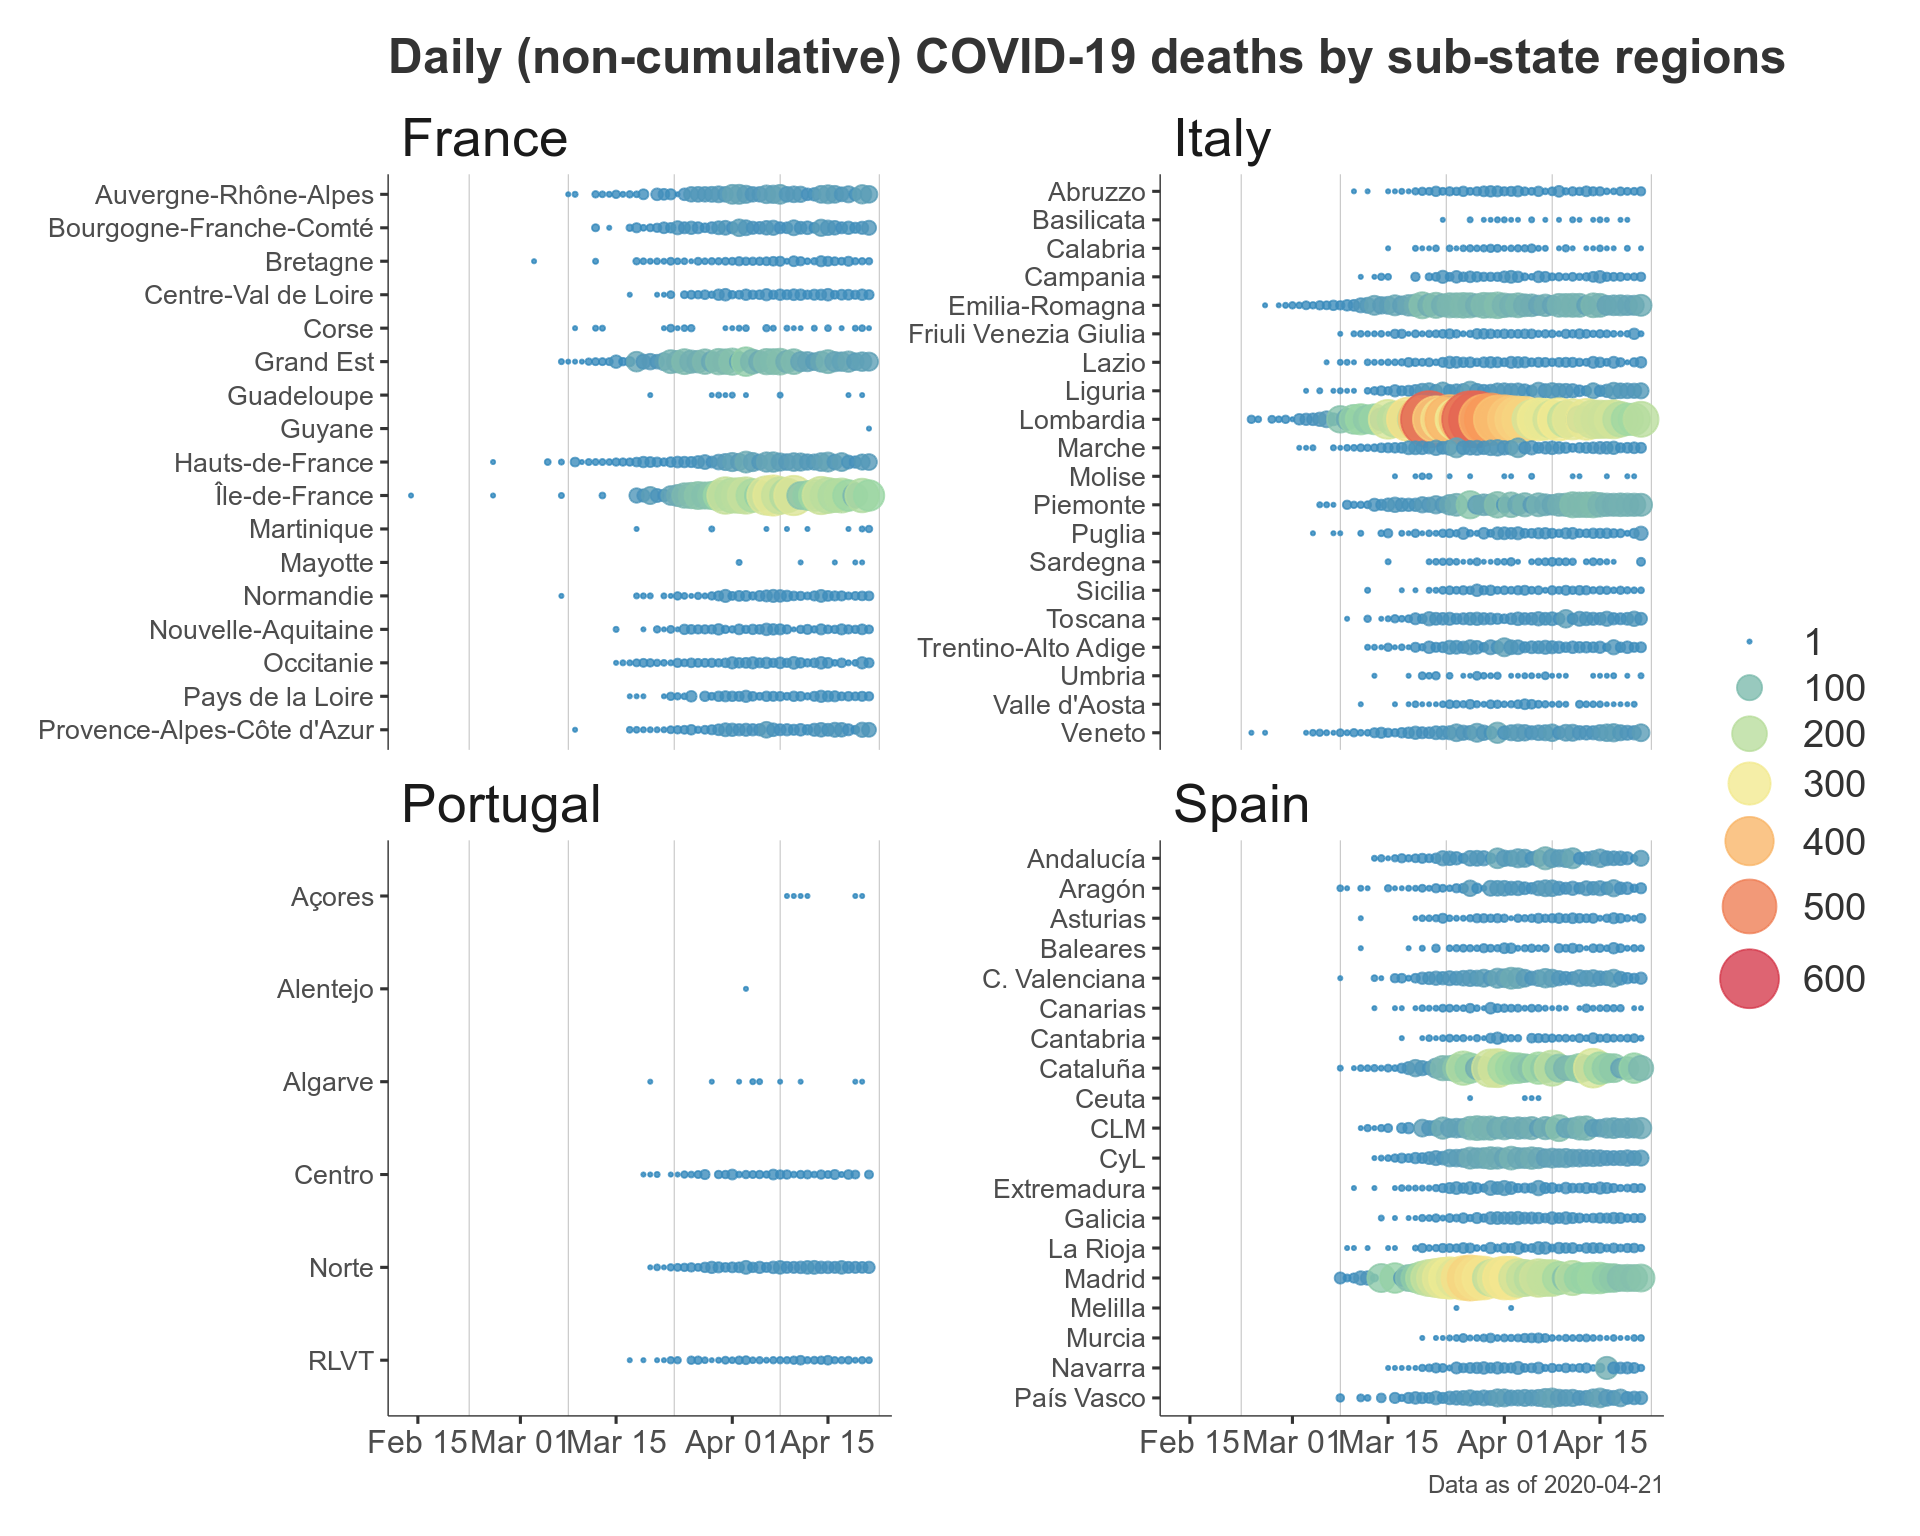 Daily (non-cumulative) COVID-19 deaths by sub-state regions
France
Auvergne-Rhône-Alpes
Bourgogne-Franche-Comté
Bretagne
Centre-Val de Loire
Corse
Grand Est
Guadeloupe
Guyane
Hauts-de-France
Île-de-France
Martinique
Mayotte
Normandie
Nouvelle-Aquitaine
Occitanie
Pays de la Loire
Provence-Alpes-Côte d'Azur
Italy
Abruzzo
Basilicata
Calabria
Campania
Emilia-Romagna
Friuli Venezia Giulia
Lazio
Liguria
Lombardia
Marche
Molise
Piemonte
Puglia
Sardegna
Sicilia
Toscana
Trentino-Alto Adige
Umbria
Valle d'Aosta
Veneto
Portugal
Açores
Alentejo
Algarve
Centro
Norte
RLVT
Feb 15 Mar 01 Mar 15 Apr 01 Apr 15
Spain
Andalucía
Aragón
Asturias
Baleares
C. Valenciana
Canarias
Cantabria
Cataluña
Ceuta
CLM
CyL
Extremadura
Galicia
La Rioja
Madrid
Melilla
Murcia
Navarra
País Vasco
Feb 15 Mar 01 Mar 15 Apr 01 Apr 15
1
100
200
300
400
500
600
Data as of 2020-04-21